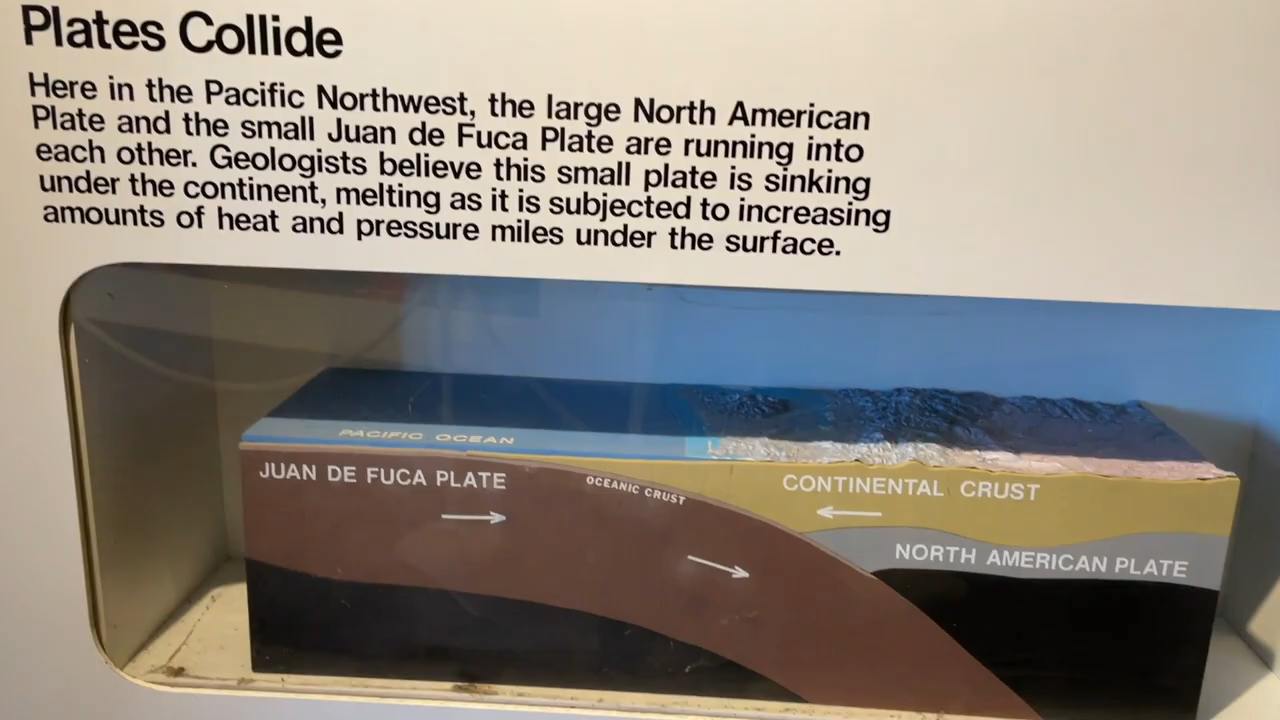 Plates Collide
Here in the Pacific Northwest, the large North American
Plate and the small Juan de Fuca Plate are running into
each other. Geologists believe this small plate is sinking
under the continent, melting as it is subjected to increasing
amounts of heat and pressure miles under the surface.
PACIFIC OCEAN
JUAN DE FUCA PLATE
OCEANIC CRUST
CONTINENTAL CRUST
NORTH AMERICAN PLATE